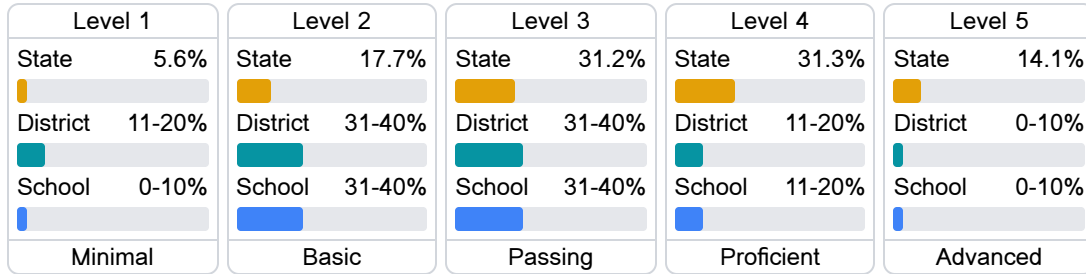 Level 1
State 5.6%
District 11-20%
School 0-10%
Minimal
Level 2
State 17.7%
District 31-40%
School 31-40%
Basic
Level 3
State 31.2%
District 31-40%
School 31-40%
Passing
Level 4
State 31.3%
District 11-20%
School 11-20%
Proficient
Level 5
State 14.1%
District 0-10%
School 0-10%
Advanced